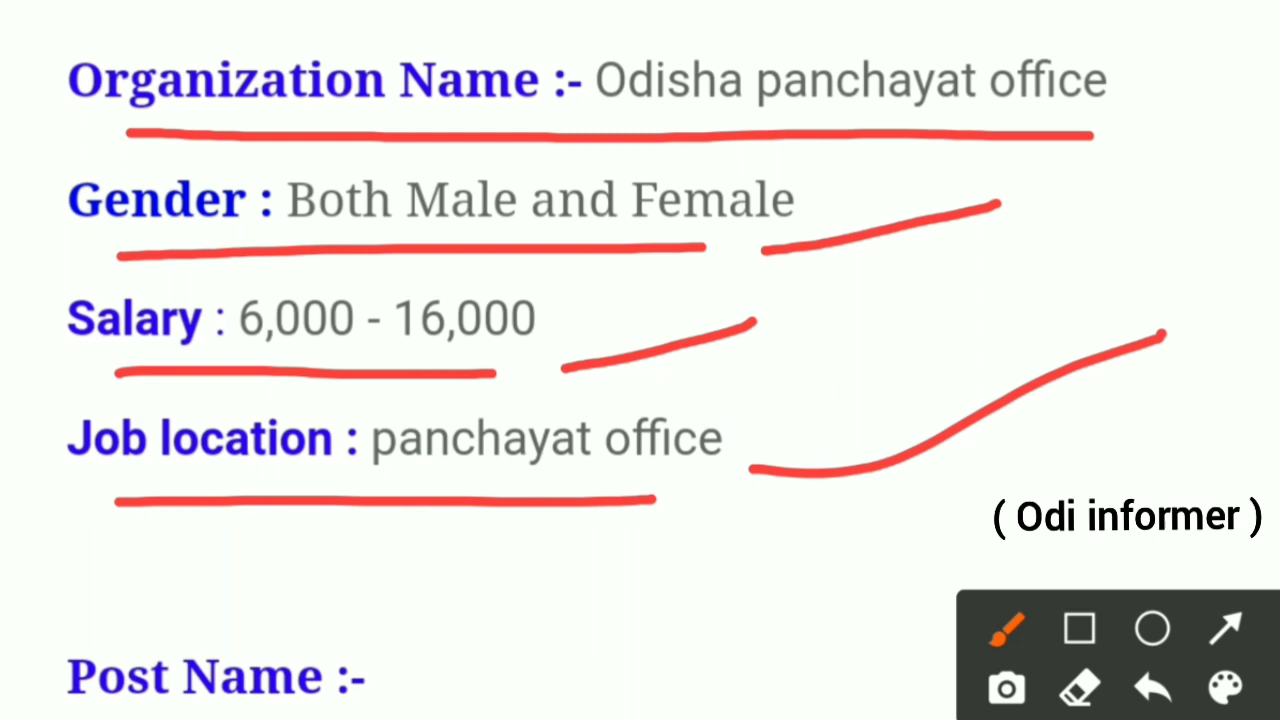 Organization Name :- Odisha panchayat office
Gender : Both Male and Female
Salary : 6,000 - 16,000
Job location : panchayat office
( Odi informer )
Post Name :-